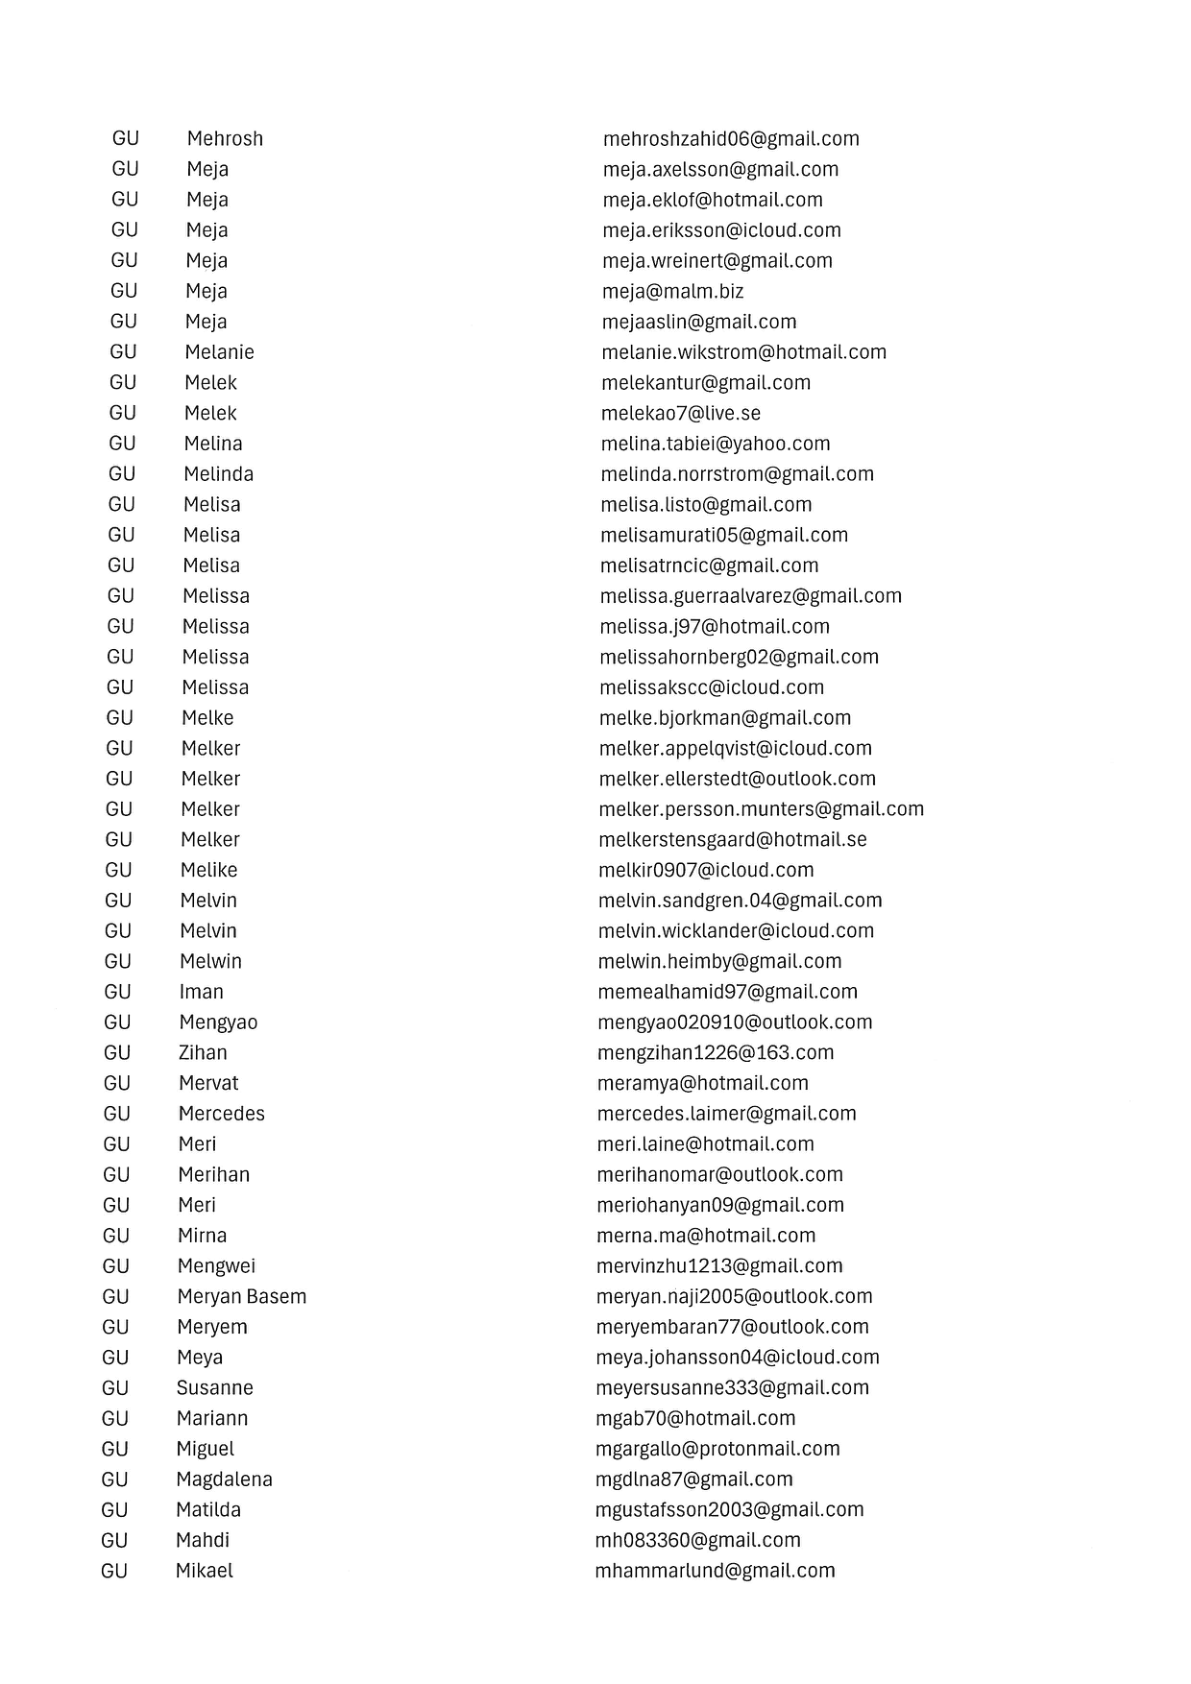 GU Mehrosh mehroshzahid06@gmail.com
GU Meja meja.axelsson@gmail.com
GU Meja meja.eklof@hotmail.com
GU Meja meja.eriksson@icloud.com
GU Meja meja.wreinert@gmail.com
GU Meja meja@malm.biz
GU Meja mejaaslin@gmail.com
GU Melanie melanie.wikstrom@hotmail.com
GU Melek melekantur@gmail.com
GU Melek melekao7@live.se
GU Melina melina.tabiei@yahoo.com
GU Melinda melinda.norrstrom@gmail.com
GU Melisa melisa.listo@gmail.com
GU Melisa melisamurati05@gmail.com
GU Melisa melisatrncic@gmail.com
GU Melissa melissa.guerraalvarez@gmail.com
GU Melissa melissa.j97@hotmail.com
GU Melissa melissahornberg02@gmail.com
GU Melissa melissakscc@icloud.com
GU Melke melke.bjorkman@gmail.com
GU Melker melker.appelqvist@icloud.com
GU Melker melker.ellerstedt@outlook.com
GU Melker melker.persson.munters@gmail.com
GU Melker melkerstensgaard@hotmail.se
GU Melike melkir0907@icloud.com
GU Melvin melvin.sandgren.04@gmail.com
GU Melvin melvin.wicklander@icloud.com
GU Melwin melwin.heimby@gmail.com
GU Iman memealhamid97@gmail.com
GU Mengyao mengyao020910@outlook.com
GU Zihan mengzihan1226@163.com
GU Mervat meramya@hotmail.com
GU Mercedes mercedes.laimer@gmail.com
GU Meri meri.laine@hotmail.com
GU Merihan merihanomar@outlook.com
GU Meri meriohanyan09@gmail.com
GU Mirna merna.ma@hotmail.com
GU Mengwei mervinzhu1213@gmail.com
GU Meryan Basem meryan.naji2005@outlook.com
GU Meryem meryembaran77@outlook.com
GU Meya meya.johansson04@icloud.com
GU Susanne meyersusanne333@gmail.com
GU Mariann mgab70@hotmail.com
GU Miguel mgargallo@protonmail.com
GU Magdalena mgdlna87@gmail.com
GU Matilda mgustafsson2003@gmail.com
GU Mahdi mh083360@gmail.com
GU Mikael mhammarlund@gmail.com